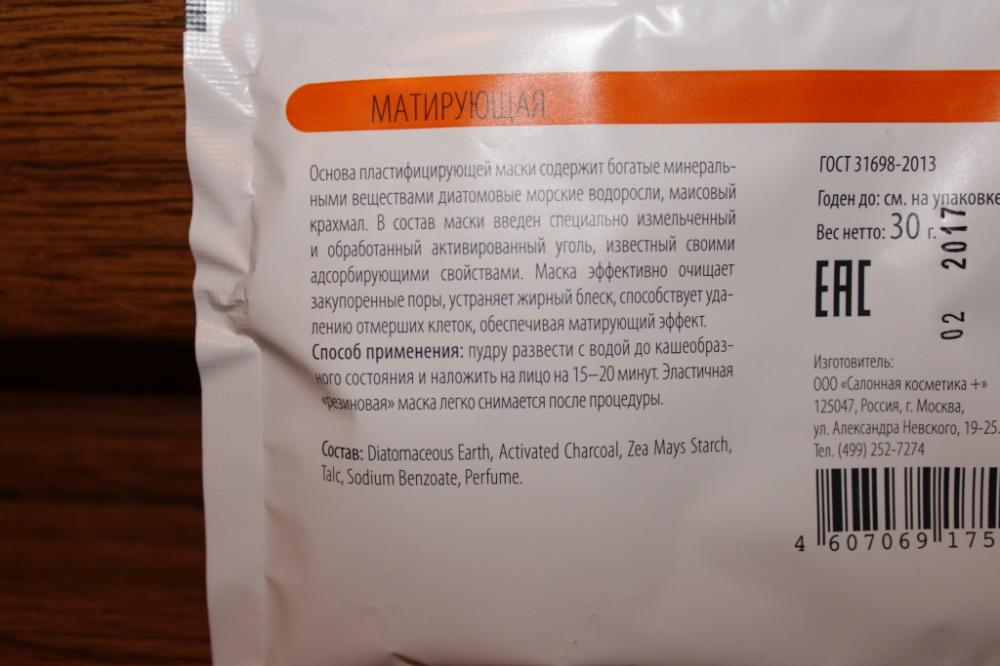 МАТИРУЮЩАЯ
Основа пластифицирующей маски содержит богатые минераль-
ными веществами диатомовые морские водоросли, маисовый
крахмал. В состав маски введен специально измельченный
и обработанный активированный уголь, известный своими
адсорбирующими свойствами. Маска эффективно очищает
закупоренные поры, устраняет жирный блеск, способствует уда-
лению отмерших клеток, обеспечивая матирующий эффект.
Способ применения: пудру развести с водой до кашеобраз-
ного состояния и наложить на лицо на 15–20 минут. Эластичная
«резиновая» маска легко снимается после процедуры.
Состав: Diatomaceous Earth, Activated Charcoal, Zea Mays Starch,
Talc, Sodium Benzoate, Perfume.
ГОСТ 31698-2013
Годен до: см. на упаковке
Вес нетто: 30 г.
02 2017
ЕАС
Изготовитель:
ООО «Салонная косметика +»
125047, Россия, г. Москва,
ул. Александра Невского, 19-25.
Тел. (499) 252-7274
4 607069 175